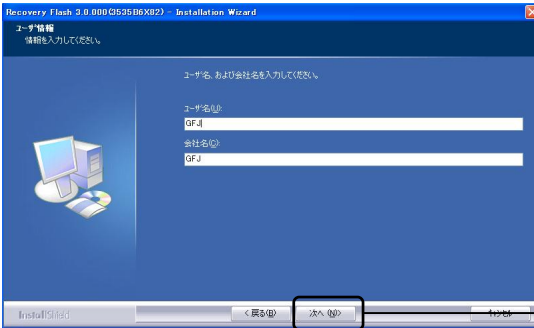 Recovery Flash 3.0.000(3535B6X02) - Installation Wizard
ユーザ情報
情報を入力してください。
ユーザ名、および会社名を入力してください。
ユーザ名(U):
GFJ
会社名(C):
GFJ
InstallShield
< 戻る(B)
次へ (N)>
キャンセル